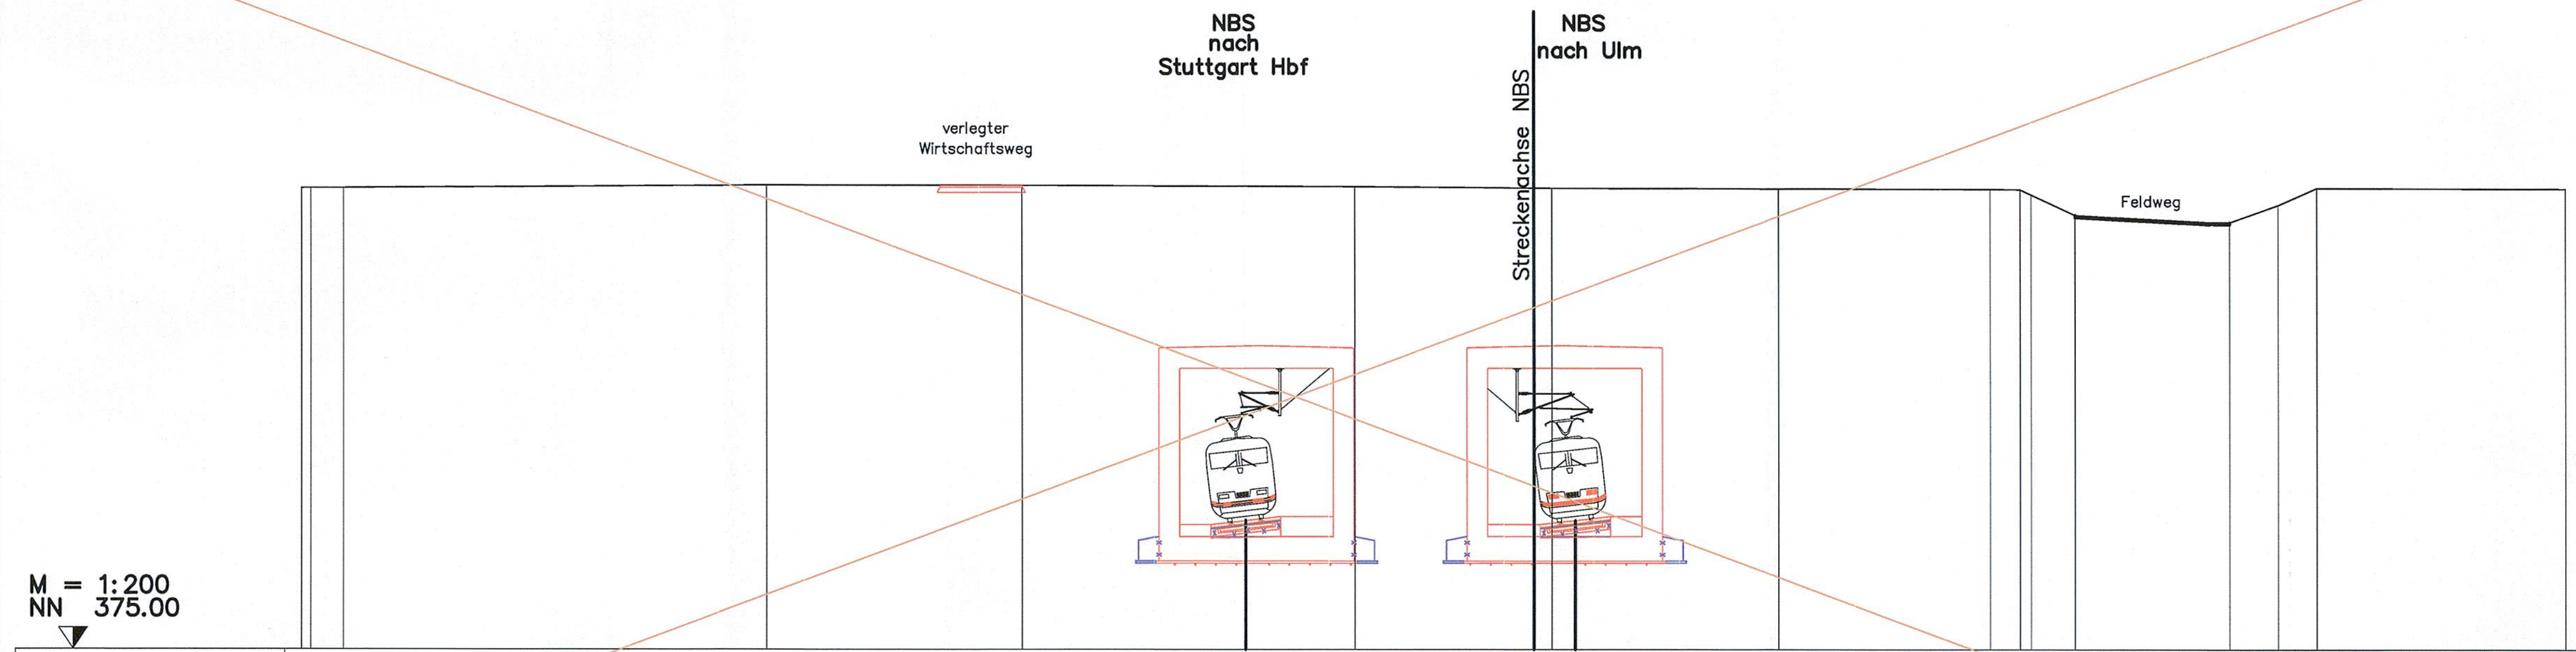 NBS
nach
Stuttgart Hbf
NBS
nach Ulm
Streckenachse NBS
verlegter
Wirtschaftsweg
Feldweg
M = 1:200
NN 375.00